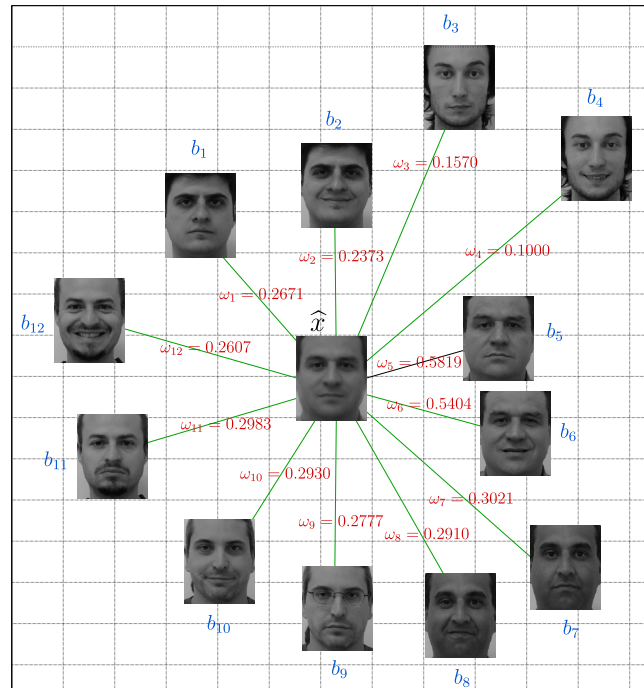 b₃
b₄
b₂
b₁
ω₃ = 0.1570
ω₄ = 0.1000
ω₂ = 0.2373
ω₁ = 0.2671
x̂
b₁₂
b₅
ω₁₂ = 0.2607
ω₅ = 0.5819
ω₆ = 0.5404
ω₁₁ = 0.2983
b₆
b₁₁
ω₁₀ = 0.2930
ω₇ = 0.3021
ω₉ = 0.2777
ω₈ = 0.2910
b₁₀
b₇
b₉
b₈